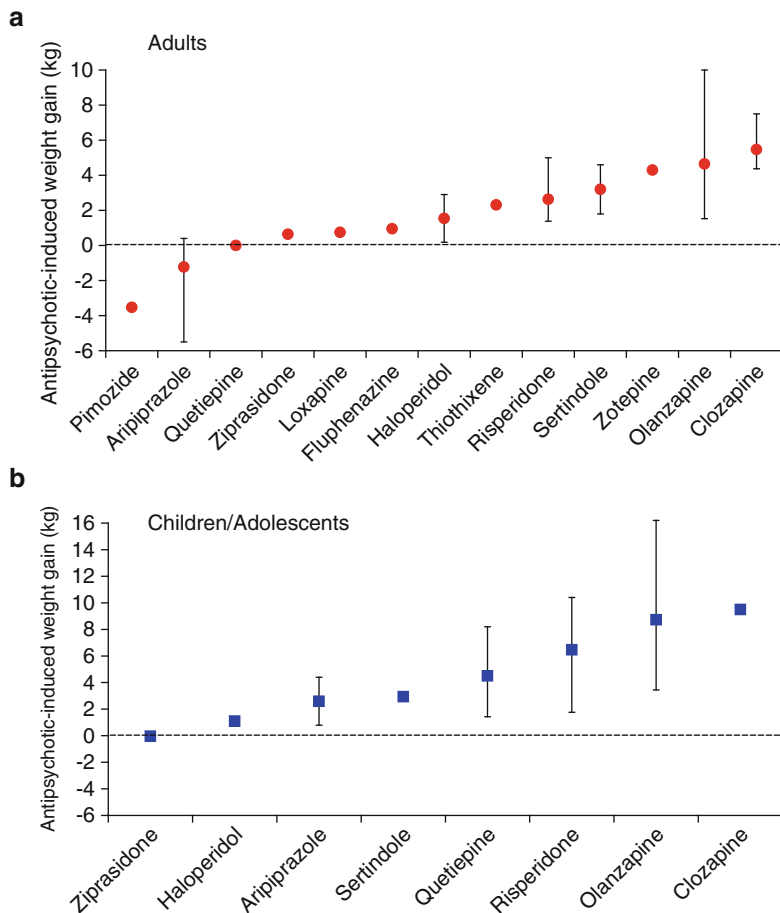 a
Adults
Antipsychotic-induced weight gain (kg)
10
8
6
4
2
0
-2
-4
-6
Pimozide
Aripiprazole
Quetiepine
Ziprasidone
Loxapine
Fluphenazine
Haloperidol
Thiothixene
Risperidone
Sertindole
Zotepine
Olanzapine
Clozapine
b
Children/Adolescents
Antipsychotic-induced weight gain (kg)
16
14
12
10
8
6
4
2
0
-2
-4
-6
Ziprasidone
Haloperidol
Aripiprazole
Sertindole
Quetiepine
Risperidone
Olanzapine
Clozapine